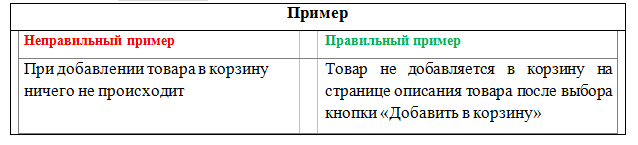 Пример
Неправильный пример
Правильный пример
При добавлении товара в корзину
ничего не происходит
Товар не добавляется в корзину на
странице описания товара после выбора
кнопки «Добавить в корзину»